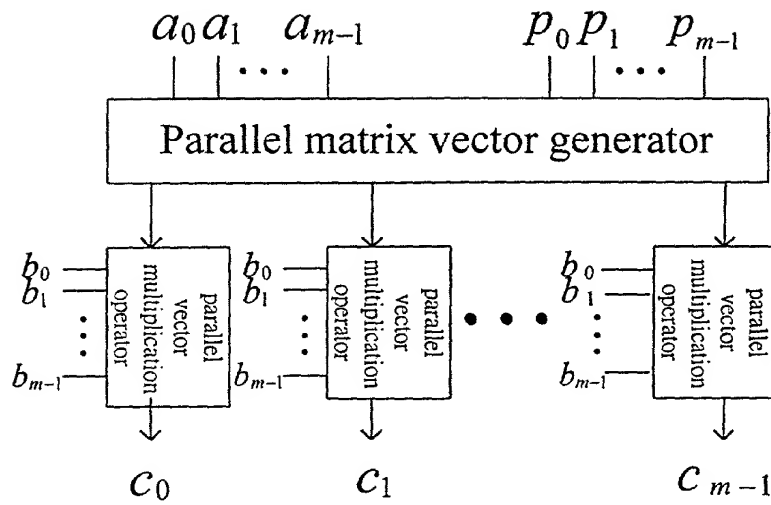 a₀ a₁ ••• aₘ₋₁ p₀ p₁ ••• pₘ₋₁
Parallel matrix vector generator
b₀
b₁
bₘ₋₁
parallel
vector
multiplication
operator
b₀
b₁
bₘ₋₁
parallel
vector
multiplication
operator
•••
b₀
b₁
bₘ₋₁
parallel
vector
multiplication
operator
c₀ c₁ cₘ₋₁